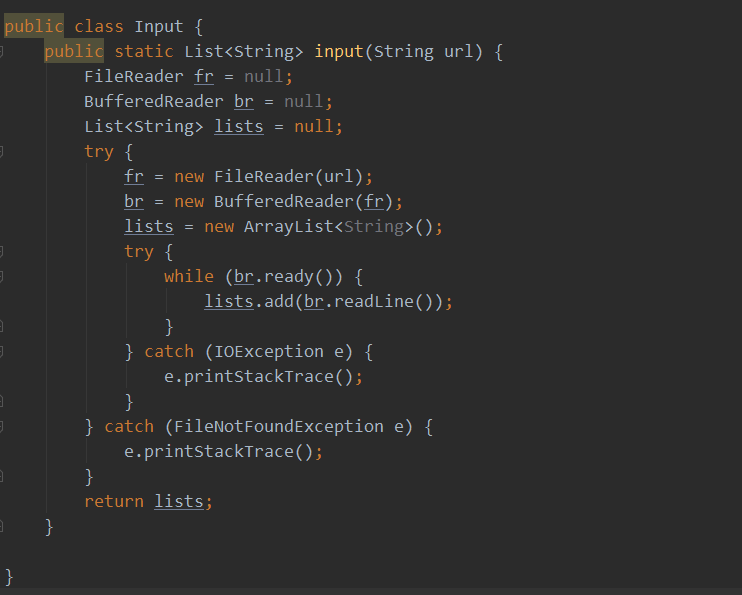 public class Input {
    public static List<String> input(String url) {
        FileReader fr = null;
        BufferedReader br = null;
        List<String> lists = null;
        try {
            fr = new FileReader(url);
            br = new BufferedReader(fr);
            lists = new ArrayList<String>();
            try {
                while (br.ready()) {
                    lists.add(br.readLine());
                }
            } catch (IOException e) {
                e.printStackTrace();
            }
        } catch (FileNotFoundException e) {
            e.printStackTrace();
        }
        return lists;
    }

}